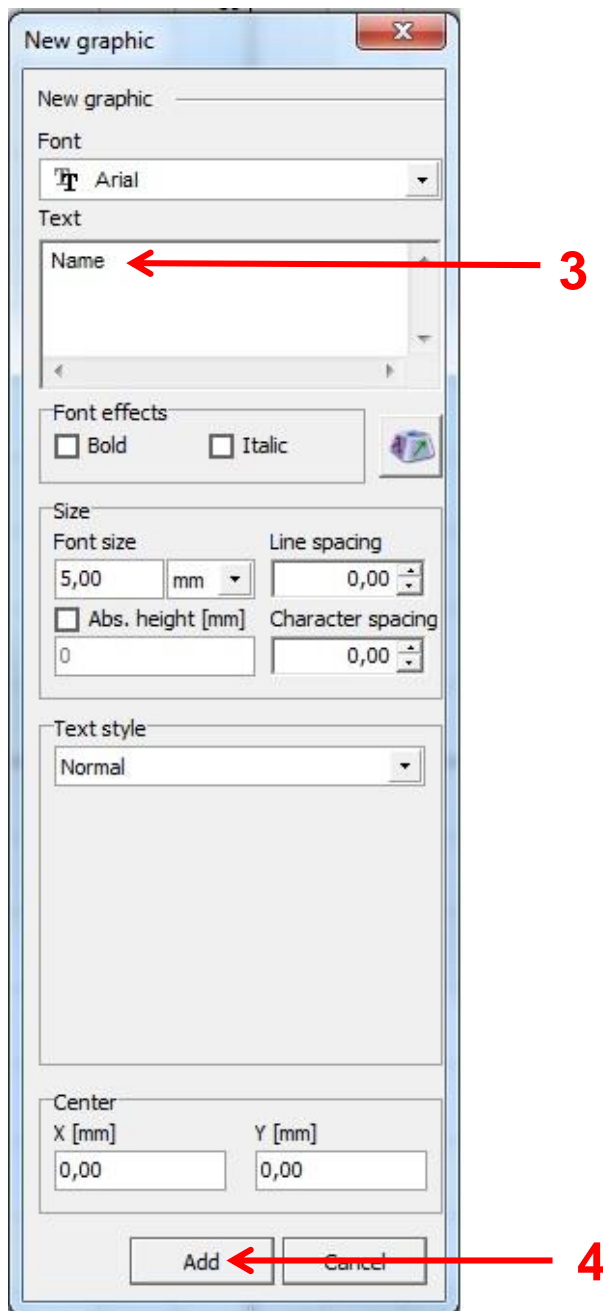 New graphic
X
New graphic
Font
Arial
Text
Name
3
Font effects
Bold Italic
Size
Font size Line spacing
5,00 mm 0,00
Abs. height [mm] Character spacing
0 0,00
Text style
Normal
Center
X [mm] Y [mm]
0,00 0,00
Add Cancel
4